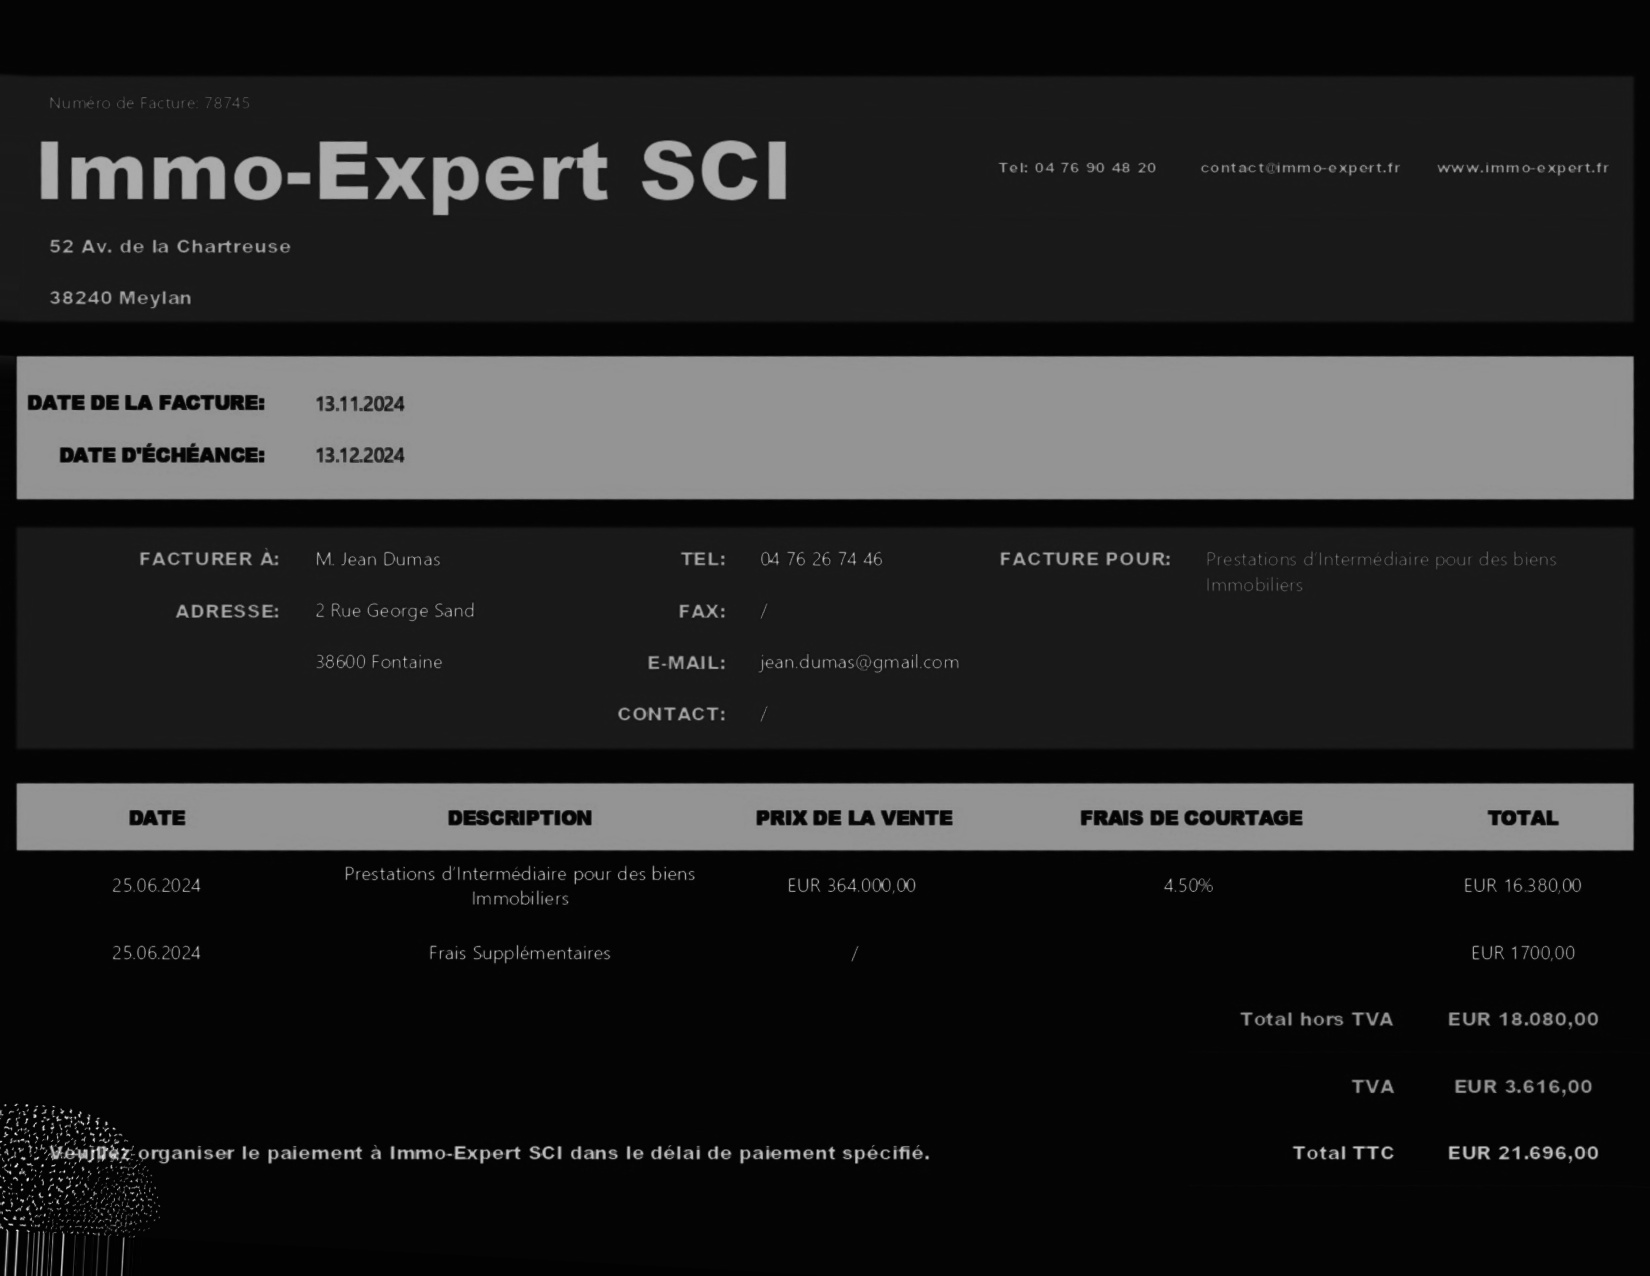 Numéro de Facture: 78745
Immo-Expert SCI
Tel: 04 76 90 48 20 contact@immo-expert.fr www.immo-expert.fr
52 Av. de la Chartreuse
38240 Meylan
DATE DE LA FACTURE: 13.11.2024
DATE D'ÉCHÉANCE: 13.12.2024
FACTURER À: M. Jean Dumas TEL: 04 76 26 74 46 FACTURE POUR: Prestations d'Intermédiaire pour des biens
Immobiliers
ADRESSE: 2 Rue George Sand FAX: /
38600 Fontaine E-MAIL: jean.dumas@gmail.com
CONTACT: /
DATE DESCRIPTION PRIX DE LA VENTE FRAIS DE COURTAGE TOTAL
25.06.2024 Prestations d'Intermédiaire pour des biens EUR 364.000,00 4.50% EUR 16.380,00
Immobiliers
25.06.2024 Frais Supplémentaires / EUR 1700,00
Total hors TVA EUR 18.080,00
TVA EUR 3.616,00
Veuillez organiser le paiement à Immo-Expert SCI dans le délai de paiement spécifié. Total TTC EUR 21.696,00